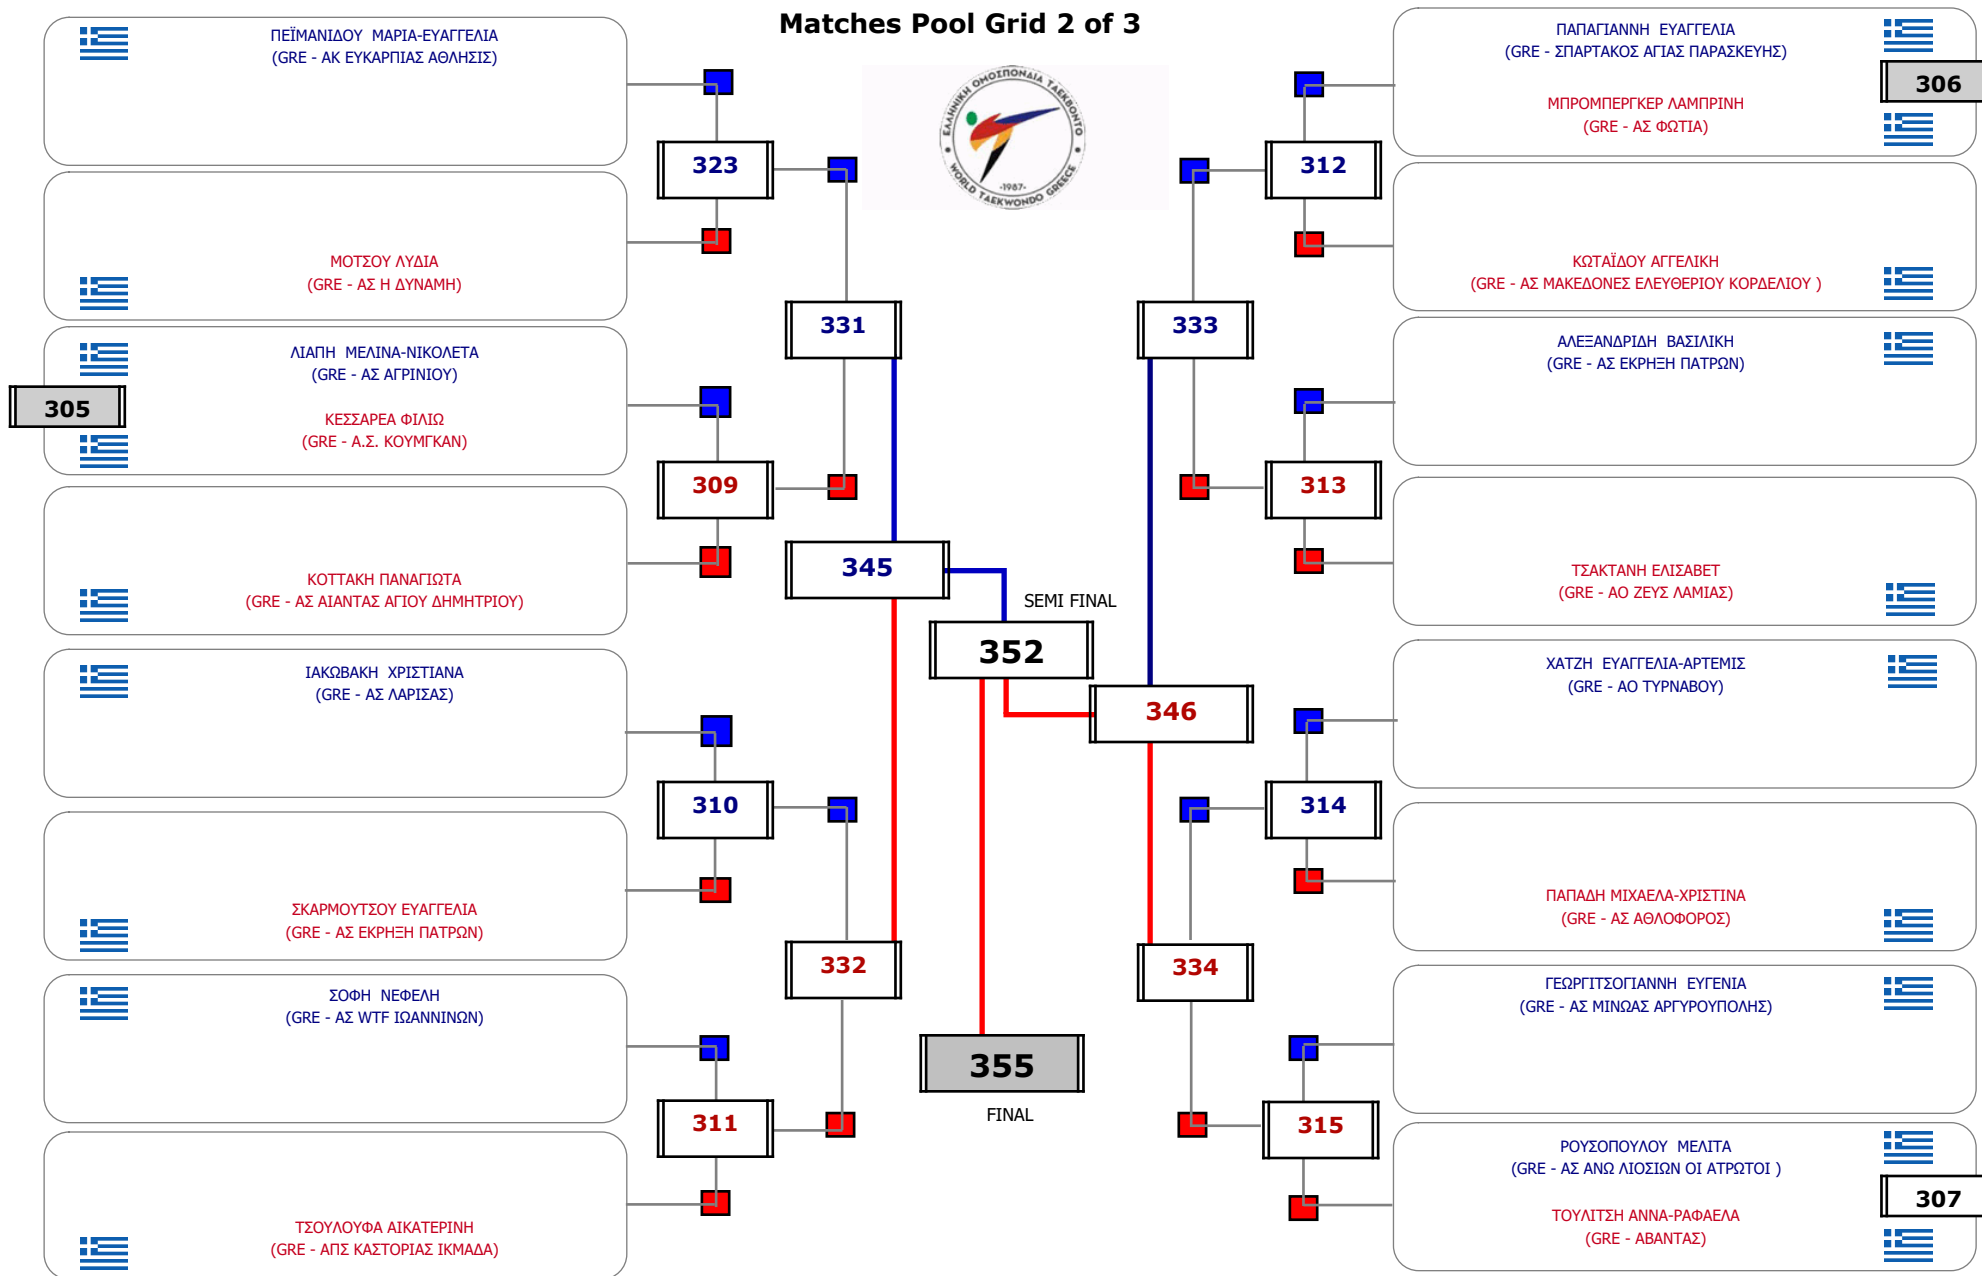 Matches Pool Grid 2 of 3
ΠΕΪΜΑΝΙΔΟΥ ΜΑΡΙΑ-ΕΥΑΓΓΕΛΙΑ
(GRE - ΑΚ ΕΥΚΑΡΠΙΑΣ ΑΘΛΗΣΙΣ)
323
ΜΟΤΣΟΥ ΛΥΔΙΑ
(GRE - ΑΣ Η ΔΥΝΑΜΗ)
331
ΛΙΑΠΗ ΜΕΛΙΝΑ-ΝΙΚΟΛΕΤΑ
(GRE - ΑΣ ΑΓΡΙΝΙΟΥ)
305
ΚΕΣΣΑΡΕΑ ΦΙΛΙΩ
(GRE - Α.Σ. ΚΟΥΜΓΚΑΝ)
309
ΚΟΤΤΑΚΗ ΠΑΝΑΓΙΩΤΑ
(GRE - ΑΣ ΑΙΑΝΤΑΣ ΑΓΙΟΥ ΔΗΜΗΤΡΙΟΥ)
345
ΙΑΚΩΒΑΚΗ ΧΡΙΣΤΙΑΝΑ
(GRE - ΑΣ ΛΑΡΙΣΑΣ)
310
ΣΚΑΡΜΟΥΤΣΟΥ ΕΥΑΓΓΕΛΙΑ
(GRE - ΑΣ ΕΚΡΗΞΗ ΠΑΤΡΩΝ)
332
ΣΟΦΗ ΝΕΦΕΛΗ
(GRE - ΑΣ WTF ΙΩΑΝΝΙΝΩΝ)
311
ΤΣΟΥΛΟΥΦΑ ΑΙΚΑΤΕΡΙΝΗ
(GRE - ΑΠΣ ΚΑΣΤΟΡΙΑΣ ΙΚΜΑΔΑ)
ΕΛΛΗΝΙΚΗ ΟΜΟΣΠΟΝΔΙΑ ΤΑΕΚΒΟΝΤΟ
-1987-
WORLD TAEKWONDO GREECE
SEMI FINAL
352
355
FINAL
ΠΑΠΑΓΙΑΝΝΗ ΕΥΑΓΓΕΛΙΑ
(GRE - ΣΠΑΡΤΑΚΟΣ ΑΓΙΑΣ ΠΑΡΑΣΚΕΥΗΣ)
306
ΜΠΡΟΜΠΕΡΓΚΕΡ ΛΑΜΠΡΙΝΗ
(GRE - ΑΣ ΦΩΤΙΑ)
312
ΚΩΤΑΪΔΟΥ ΑΓΓΕΛΙΚΗ
(GRE - ΑΣ ΜΑΚΕΔΟΝΕΣ ΕΛΕΥΘΕΡΙΟΥ ΚΟΡΔΕΛΙΟΥ )
333
ΑΛΕΞΑΝΔΡΙΔΗ ΒΑΣΙΛΙΚΗ
(GRE - ΑΣ ΕΚΡΗΞΗ ΠΑΤΡΩΝ)
313
ΤΣΑΚΤΑΝΗ ΕΛΙΣΑΒΕΤ
(GRE - ΑΟ ΖΕΥΣ ΛΑΜΙΑΣ)
346
ΧΑΤΖΗ ΕΥΑΓΓΕΛΙΑ-ΑΡΤΕΜΙΣ
(GRE - ΑΟ ΤΥΡΝΑΒΟΥ)
314
ΠΑΠΑΔΗ ΜΙΧΑΕΛΑ-ΧΡΙΣΤΙΝΑ
(GRE - ΑΣ ΑΘΛΟΦΟΡΟΣ)
334
ΓΕΩΡΓΙΤΣΟΓΙΑΝΝΗ ΕΥΓΕΝΙΑ
(GRE - ΑΣ ΜΙΝΩΑΣ ΑΡΓΥΡΟΥΠΟΛΗΣ)
315
ΡΟΥΣΟΠΟΥΛΟΥ ΜΕΛΙΤΑ
(GRE - ΑΣ ΑΝΩ ΛΙΟΣΙΩΝ ΟΙ ΑΤΡΩΤΟΙ )
307
ΤΟΥΛΙΤΣΗ ΑΝΝΑ-ΡΑΦΑΕΛΑ
(GRE - ΑΒΑΝΤΑΣ)